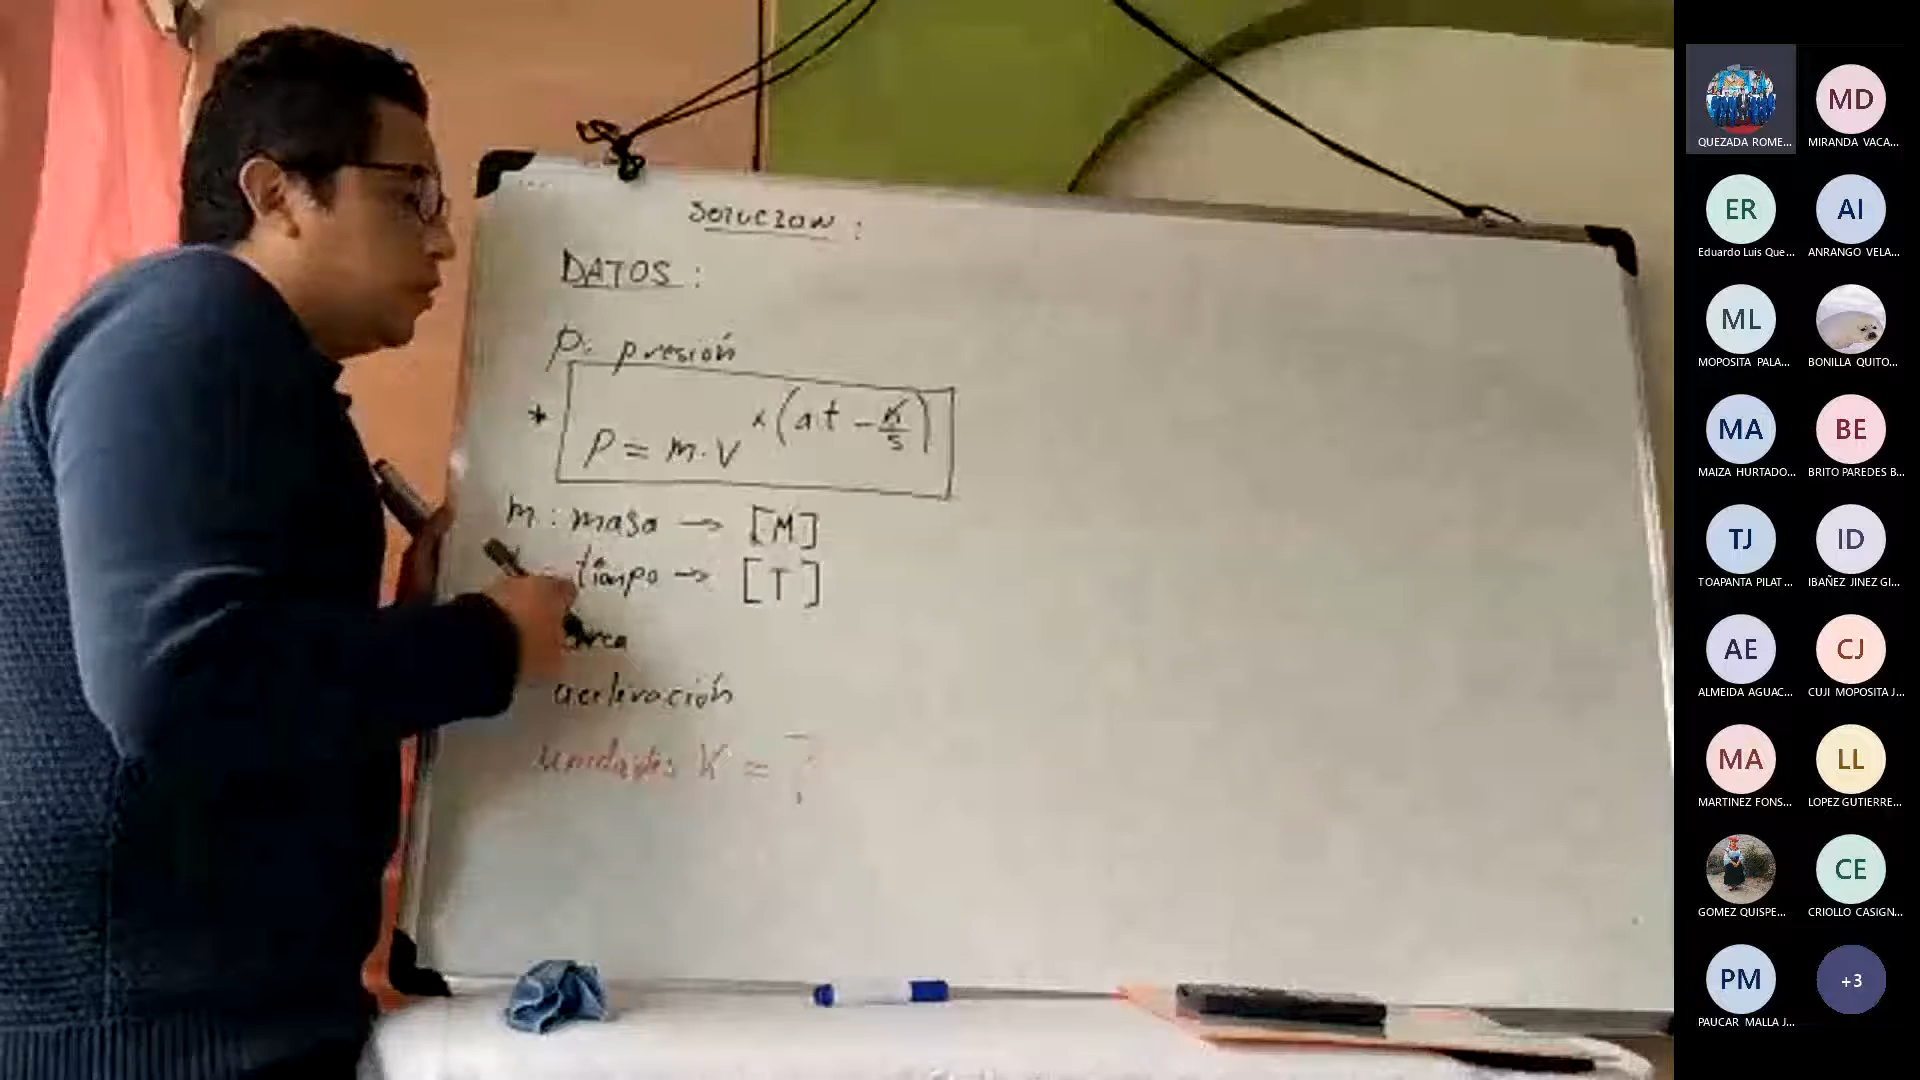 SOLUCION :
DATOS :
P: presión
* P = m.v x(at - K/S)
m : masa → [M]
tiempo → [T]
área
aceleración
unidades K = ?
QUEZADA ROME...
MD
MIRANDA VACA...
ER
Eduardo Luis Que...
AI
ANRANGO VELA...
ML
MOPOSITA PALA...
BONILLA QUITO...
MA
MAIZA HURTADO...
BE
BRITO PAREDES B...
TJ
TOAPANTA PILAT...
ID
IBAÑEZ JINEZ GI...
AE
ALMEIDA AGUAC...
CJ
CUJI MOPOSITA J...
MA
MARTINEZ FONS...
LL
LOPEZ GUTIERRE...
GOMEZ QUISPE...
CE
CRIOLLO CASIGN...
PM
PAUCAR MALLA J...
+3